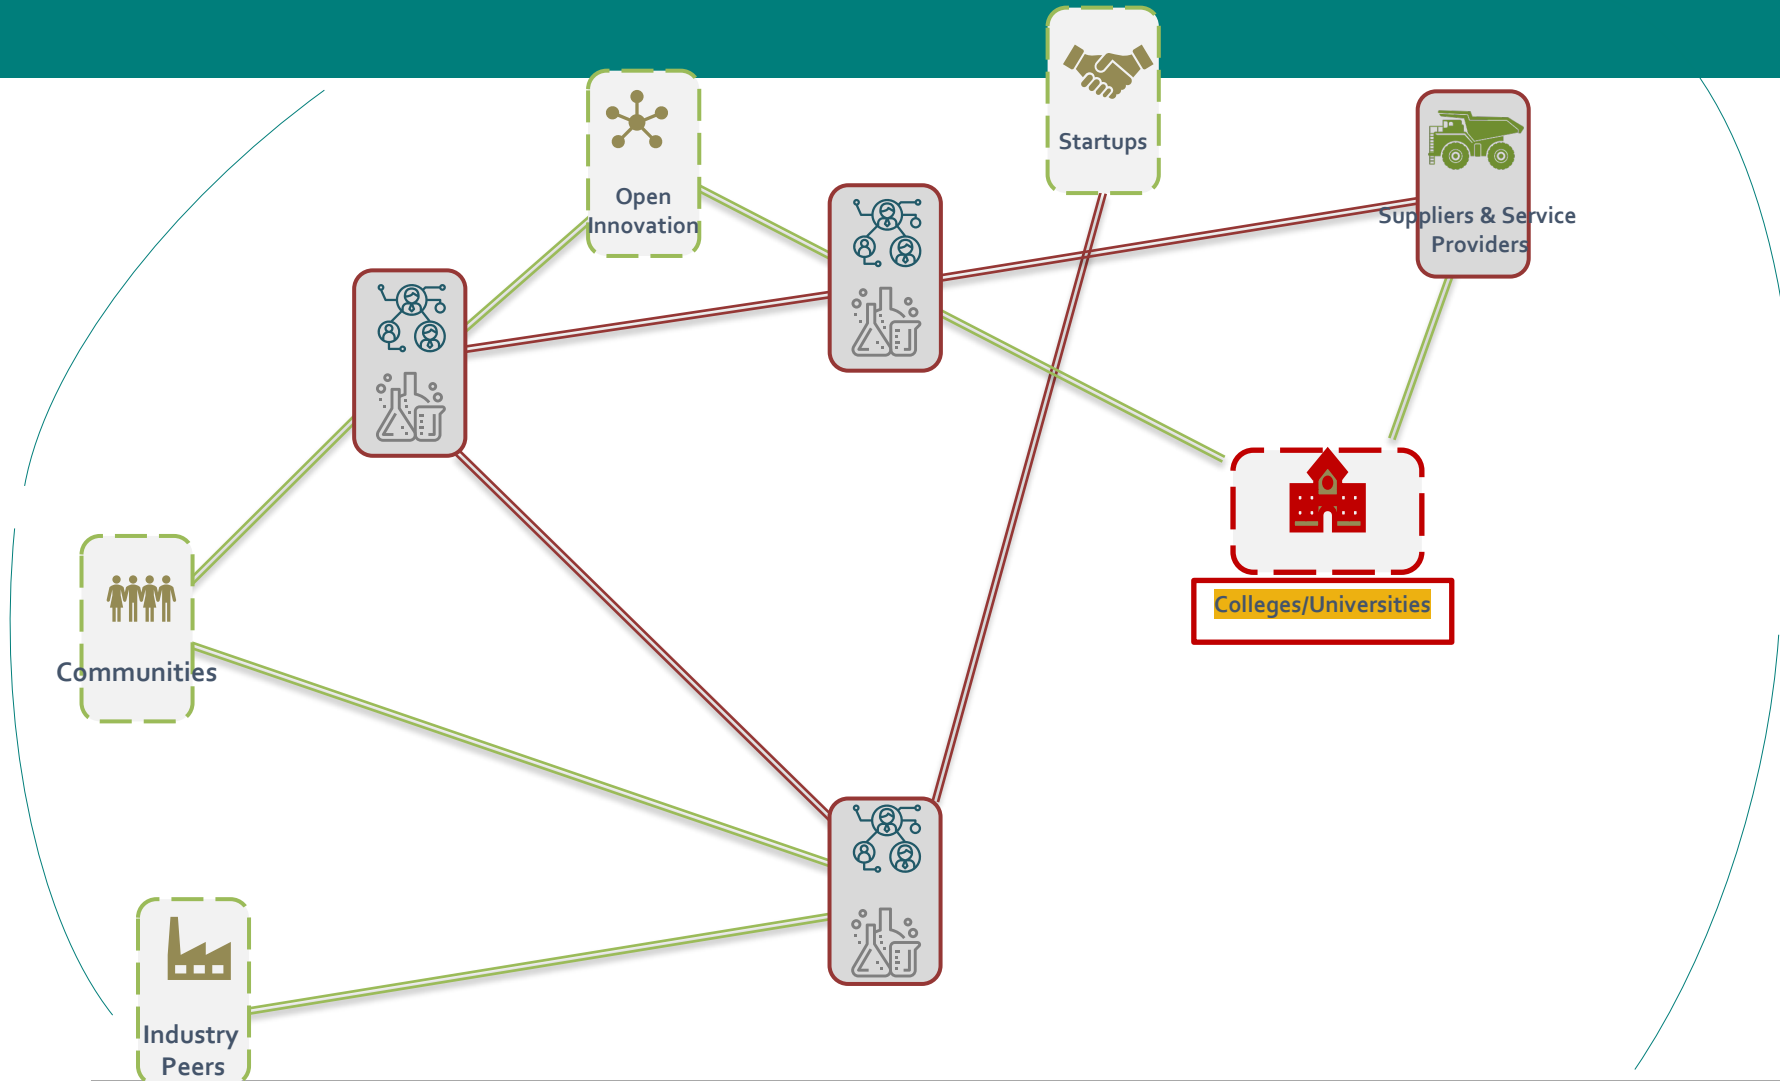 Startups
Open
Innovation
Suppliers & Service
Providers
Colleges/Universities
Communities
Industry
Peers